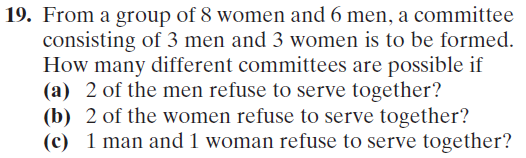 19. From a group of 8 women and 6 men, a committee
consisting of 3 men and 3 women is to be formed.
How many different committees are possible if
(a) 2 of the men refuse to serve together?
(b) 2 of the women refuse to serve together?
(c) 1 man and 1 woman refuse to serve together?